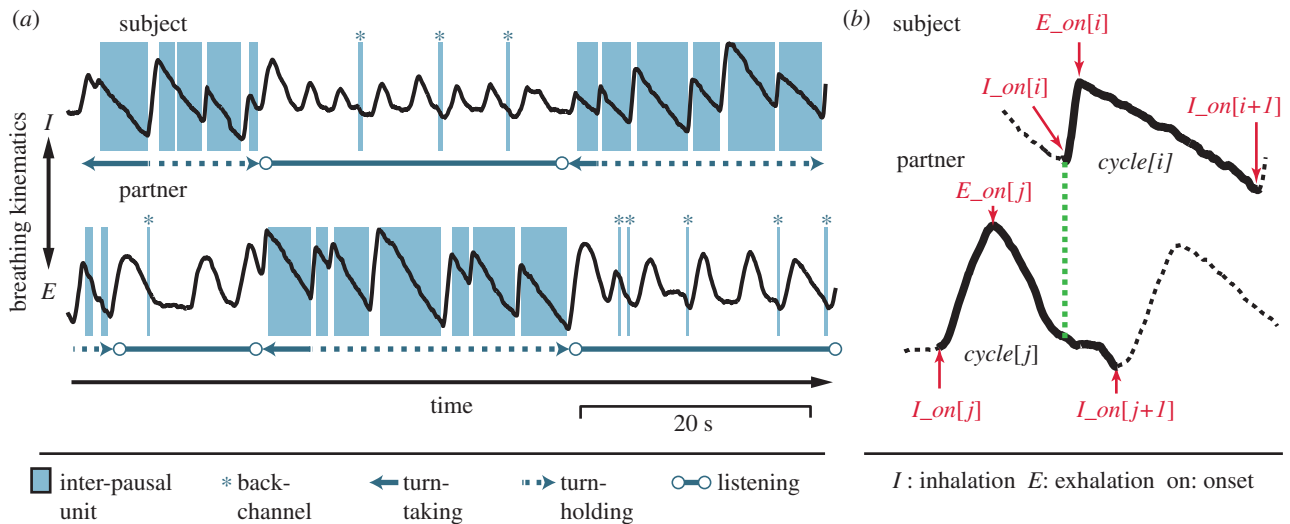 (a)
subject
* * *
I
partner
* ** * * *
breathing kinematics
E
time
20 s
inter-pausal
unit
* back-
channel
turn-
taking
turn-
holding
listening
(b)
subject
E_on[i]
I_on[i]
I_on[i+1]
partner
cycle[i]
E_on[j]
cycle[j]
I_on[j]
I_on[j+1]
I : inhalation E: exhalation on: onset